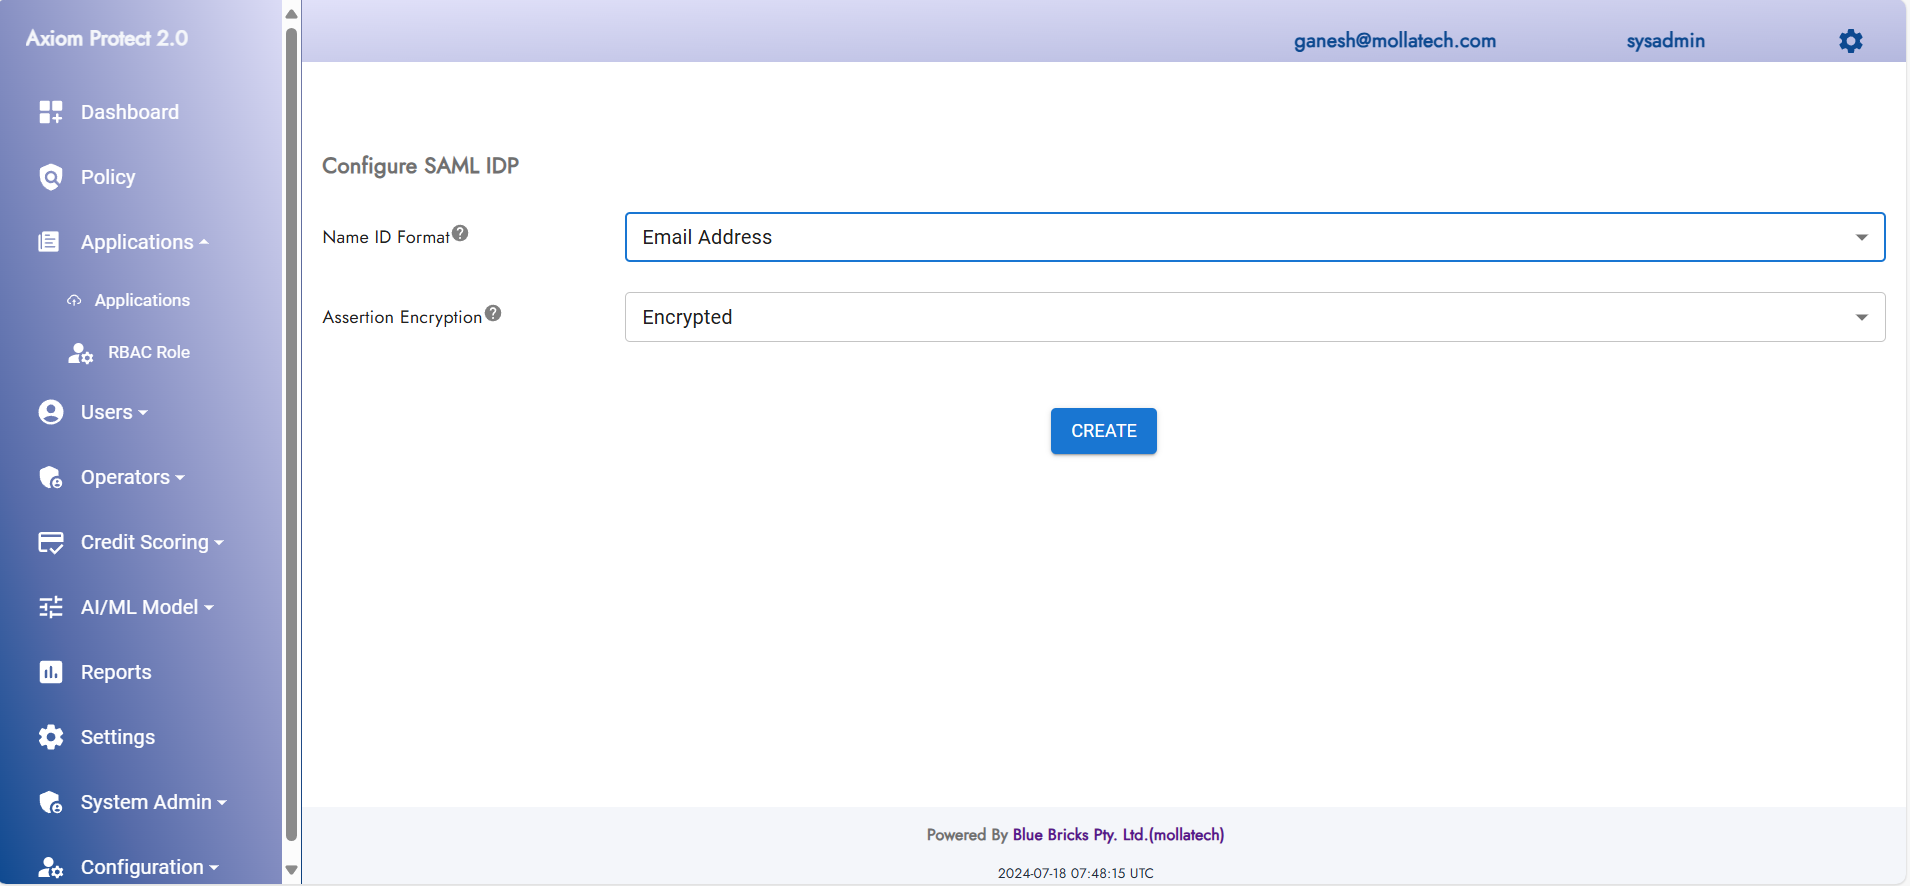 Axiom Protect 2.0
ganesh@mollatech.com
sysadmin
Dashboard
Policy
Applications
Applications
RBAC Role
Users
Operators
Credit Scoring
AI/ML Model
Reports
Settings
System Admin
Configuration
Configure SAML IDP
Name ID Format
Email Address
Assertion Encryption
Encrypted
CREATE
Powered By Blue Bricks Pty. Ltd.(mollatech)
2024-07-18 07:48:15 UTC